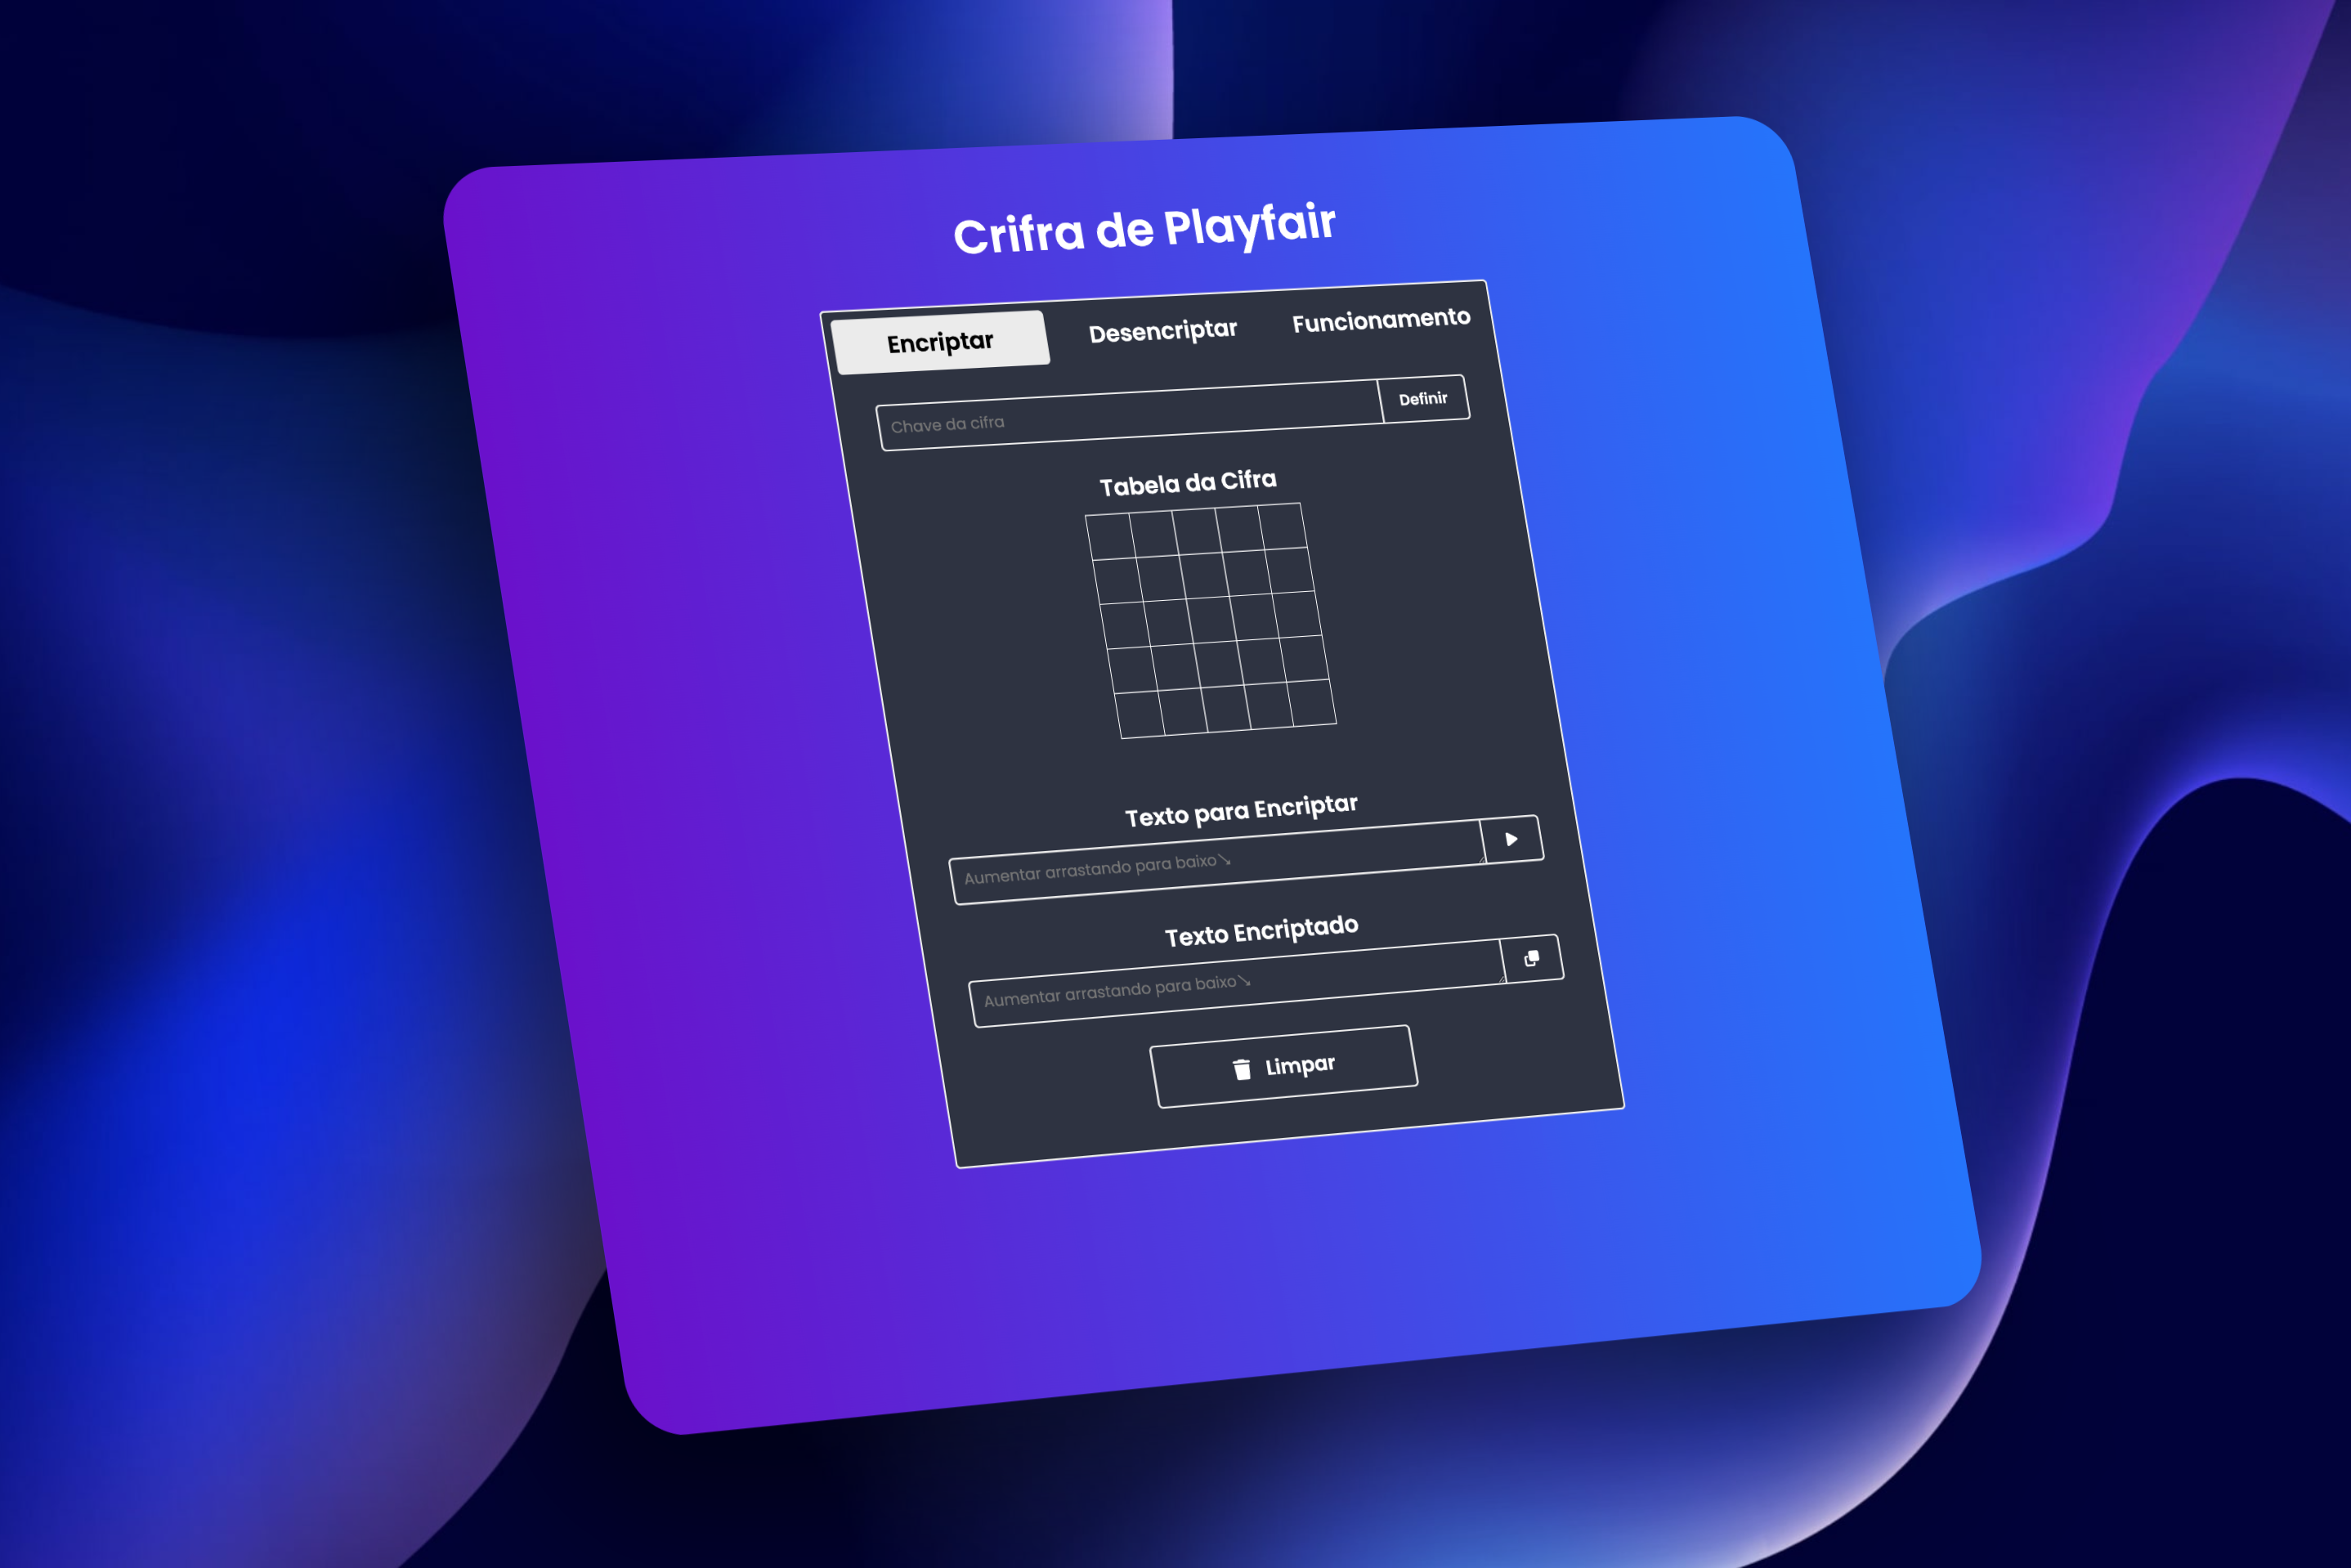 Crifra de Playfair
Encriptar Desencriptar Funcionamento
Chave da cifra Definir
Tabela da Cifra
Texto para Encriptar
Aumentar arrastando para baixo↘
Texto Encriptado
Aumentar arrastando para baixo↘
Limpar